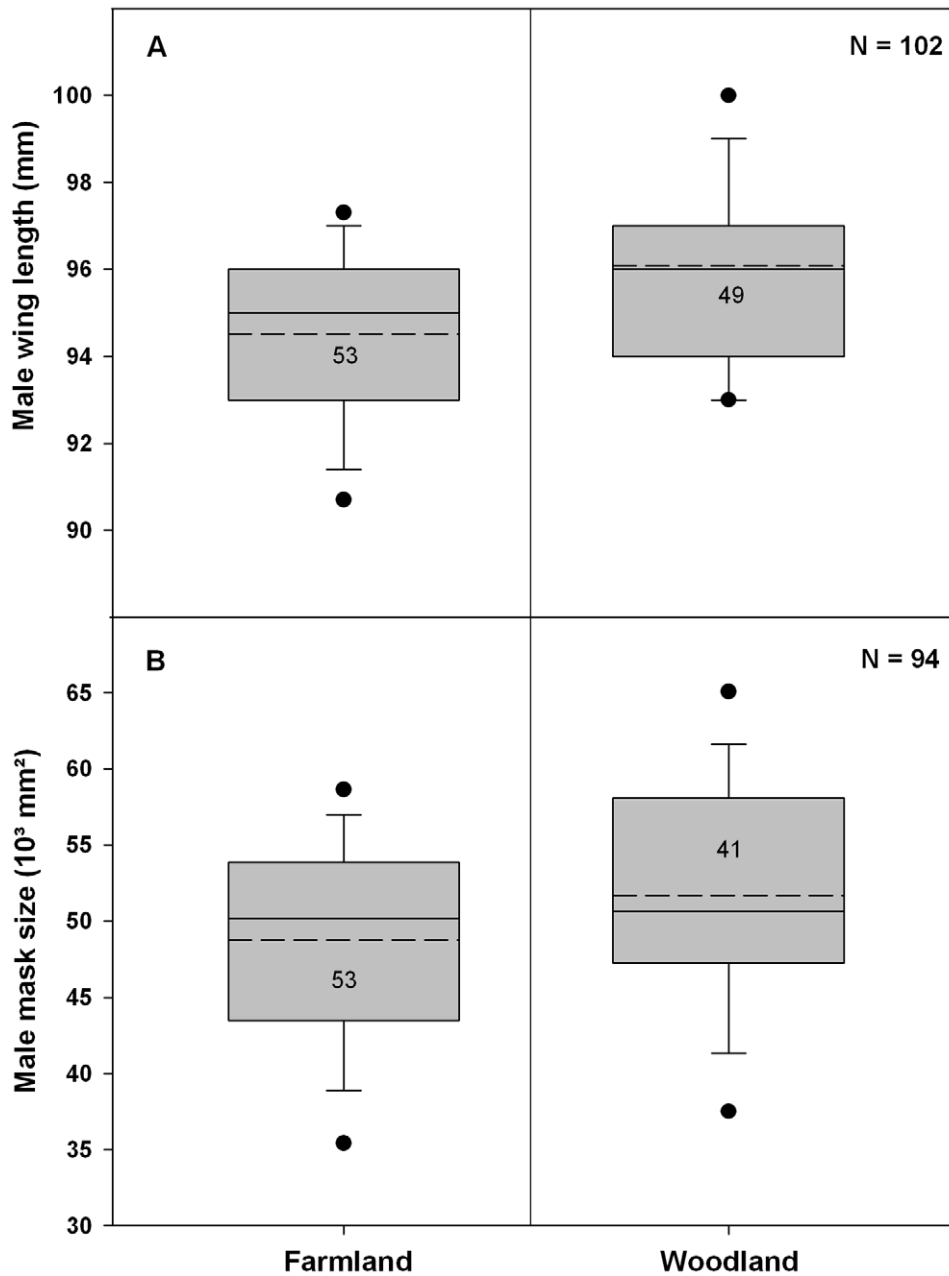 A
N = 102
Male wing length (mm)
100
98
96
94
92
90
53
49
B
N = 94
Male mask size (10³ mm²)
65
60
55
50
45
40
35
30
41
53
Farmland
Woodland